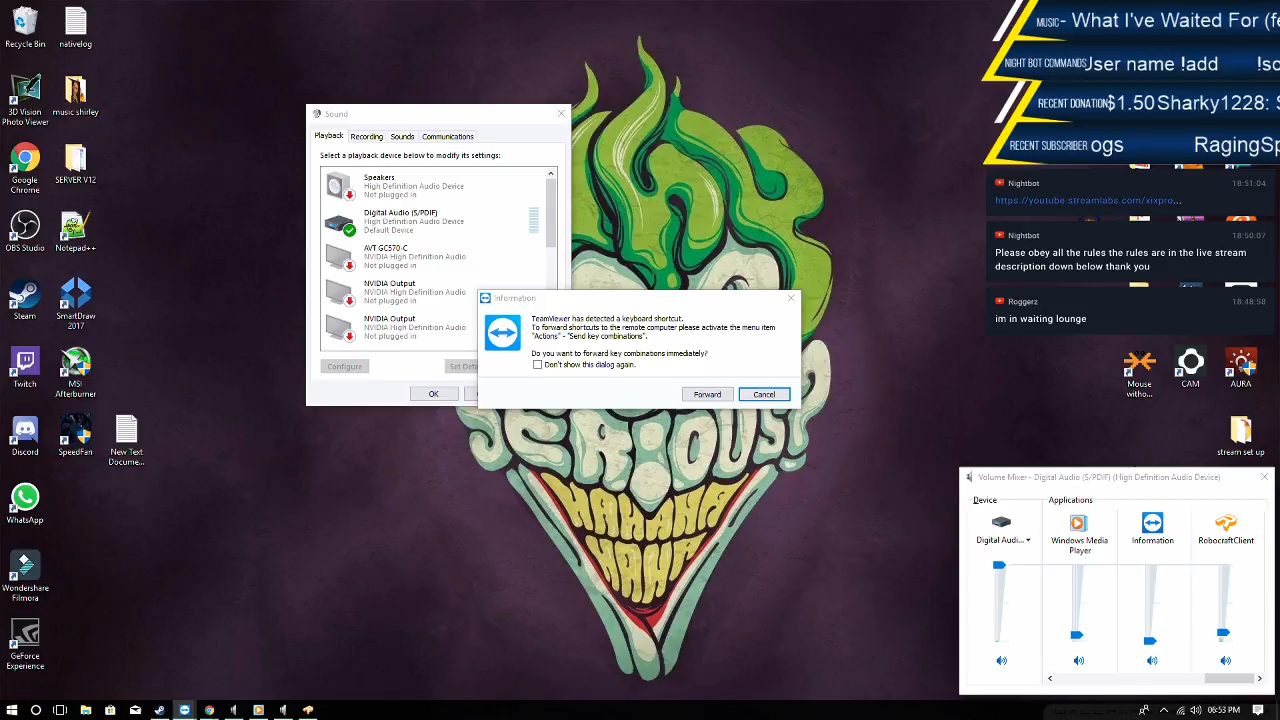 Recycle Bin
nativelog
3D Vision
Photo Viewer
music shirley
Google
Chrome
SERVER V12
OBS Studio
Notepad++
Steam
SmartDraw
2017
Twitch
MSI
Afterburner
Discord
SpeedFan
New Text
Docume...
WhatsApp
Wondershare
Filmora
GeForce
Experience
Sound
Playback
Recording
Sounds
Communications
Select a playback device below to modify its settings:
Speakers
High Definition Audio Device
Not plugged in
Digital Audio (S/PDIF)
High Definition Audio Device
Default Device
AVT GC570-C
NVIDIA High Definition Audio
Not plugged in
NVIDIA Output
NVIDIA High Definition Audio
Not plugged in
NVIDIA Output
NVIDIA High Definition Audio
Not plugged in
Configure
Set Defa
OK
Information
TeamViewer has detected a keyboard shortcut.
To forward shortcuts to the remote computer please activate the menu item
"Actions" - "Send key combinations".
Do you want to forward key combinations immediately?
Don't show this dialog again.
Forward
Cancel
SERIOUS?
HAHAHA
HAHA
MUSIC - What I've Waited For (fe
NIGHT BOT COMMANDS User name !add !so
RECENT DONATION $1.50 Sharky1228: S
RECENT SUBSCRIBER ogs RagingSp
Nightbot 18:51:04
https://youtube.streamlabs.com/xixpro...
Nightbot 18:50:07
Please obey all the rules the rules are in the live stream
description down below thank you
Roggerz 18:48:58
im in waiting lounge
Mouse
witho...
CAM
AURA
stream set up
Volume Mixer - Digital Audio (S/PDIF) (High Definition Audio Device)
Device
Applications
Digital Audi...
Windows Media
Player
Information
RobocraftClient
06:53 PM